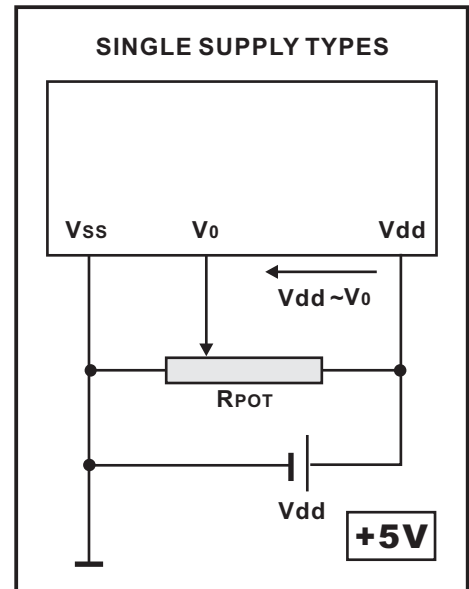 SINGLE SUPPLY TYPES
Vss V0 Vdd
Vdd ~V0
RPOT
Vdd
+5V